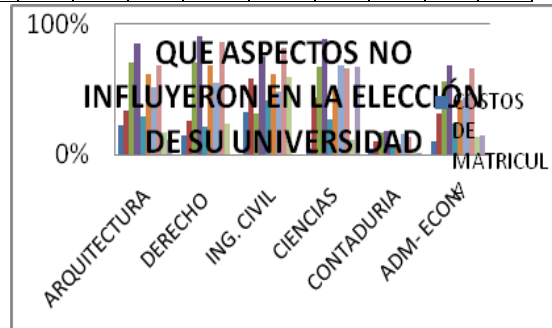 100%
QUE ASPECTOS NO
INFLUYERON EN LA ELECCIÓN
DE SU UNIVERSIDAD
0%
COSTOS
DE
MATRICUL
A
ARQUITECTURA
DERECHO
ING. CIVIL
CIENCIAS
CONTADURIA
ADM- ECON.